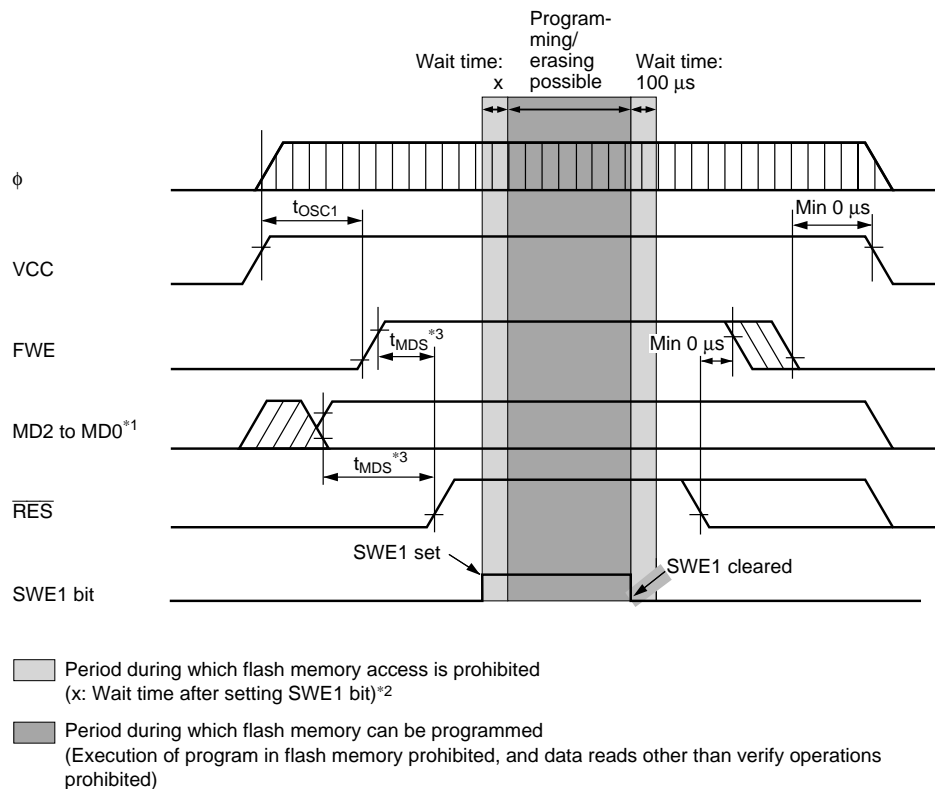 Program-
ming/
erasing
possible
Wait time:
x
Wait time:
100 μs
φ
tOSC1
Min 0 μs
VCC
tMDS*3
Min 0 μs
FWE
MD2 to MD0*1
tMDS*3
RES
SWE1 set
SWE1 cleared
SWE1 bit
Period during which flash memory access is prohibited
(x: Wait time after setting SWE1 bit)*2
Period during which flash memory can be programmed
(Execution of program in flash memory prohibited, and data reads other than verify operations
prohibited)